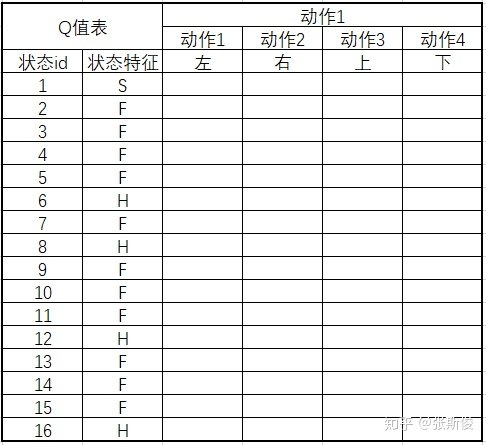 Q值表 动作1
动作1 动作2 动作3 动作4
状态id 状态特征 左 右 上 下
1 S
2 F
3 F
4 F
5 F
6 H
7 F
8 H
9 F
10 F
11 F
12 H
13 F
14 F
15 F
16 H
知乎 @张斯俊